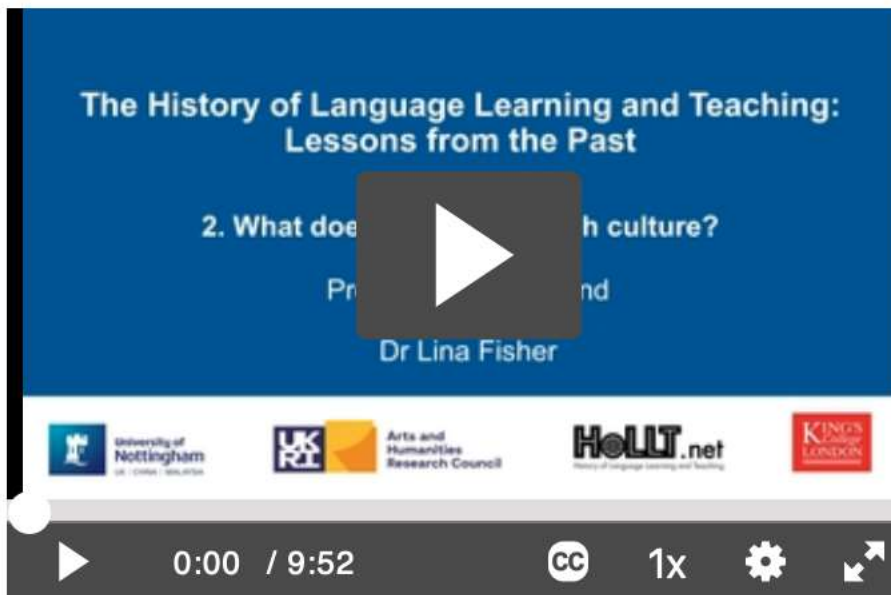 The History of Language Learning and Teaching:
Lessons from the Past
2. What doe h culture?
Pr nd
Dr Lina Fisher
University of
Nottingham
UK | CHINA | MALAYSIA
UK
RI
Arts and
Humanities
Research Council
HoLLT.net
History of Language Learning and Teaching
KING'S
College
LONDON
0:00 / 9:52
CC
1x